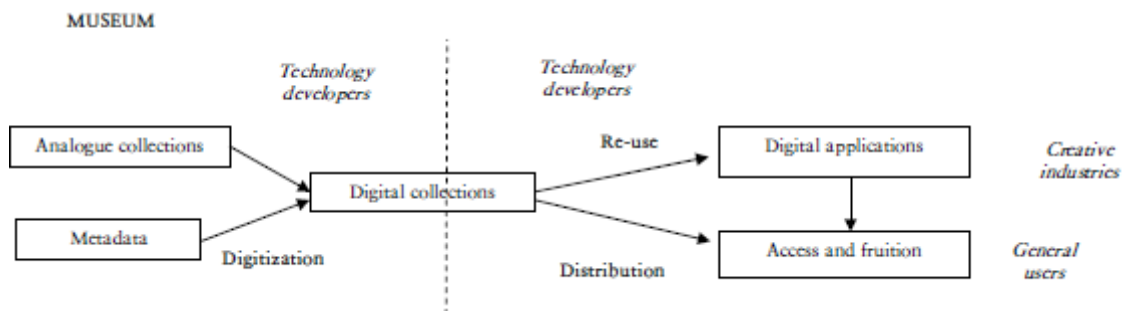 MUSEUM
Technology
developers
Technology
developers
Analogue collections
Re-use
Digital applications
Creative
industries
Digital collections
Metadata
Digitization
Distribution
Access and fruition
General
users